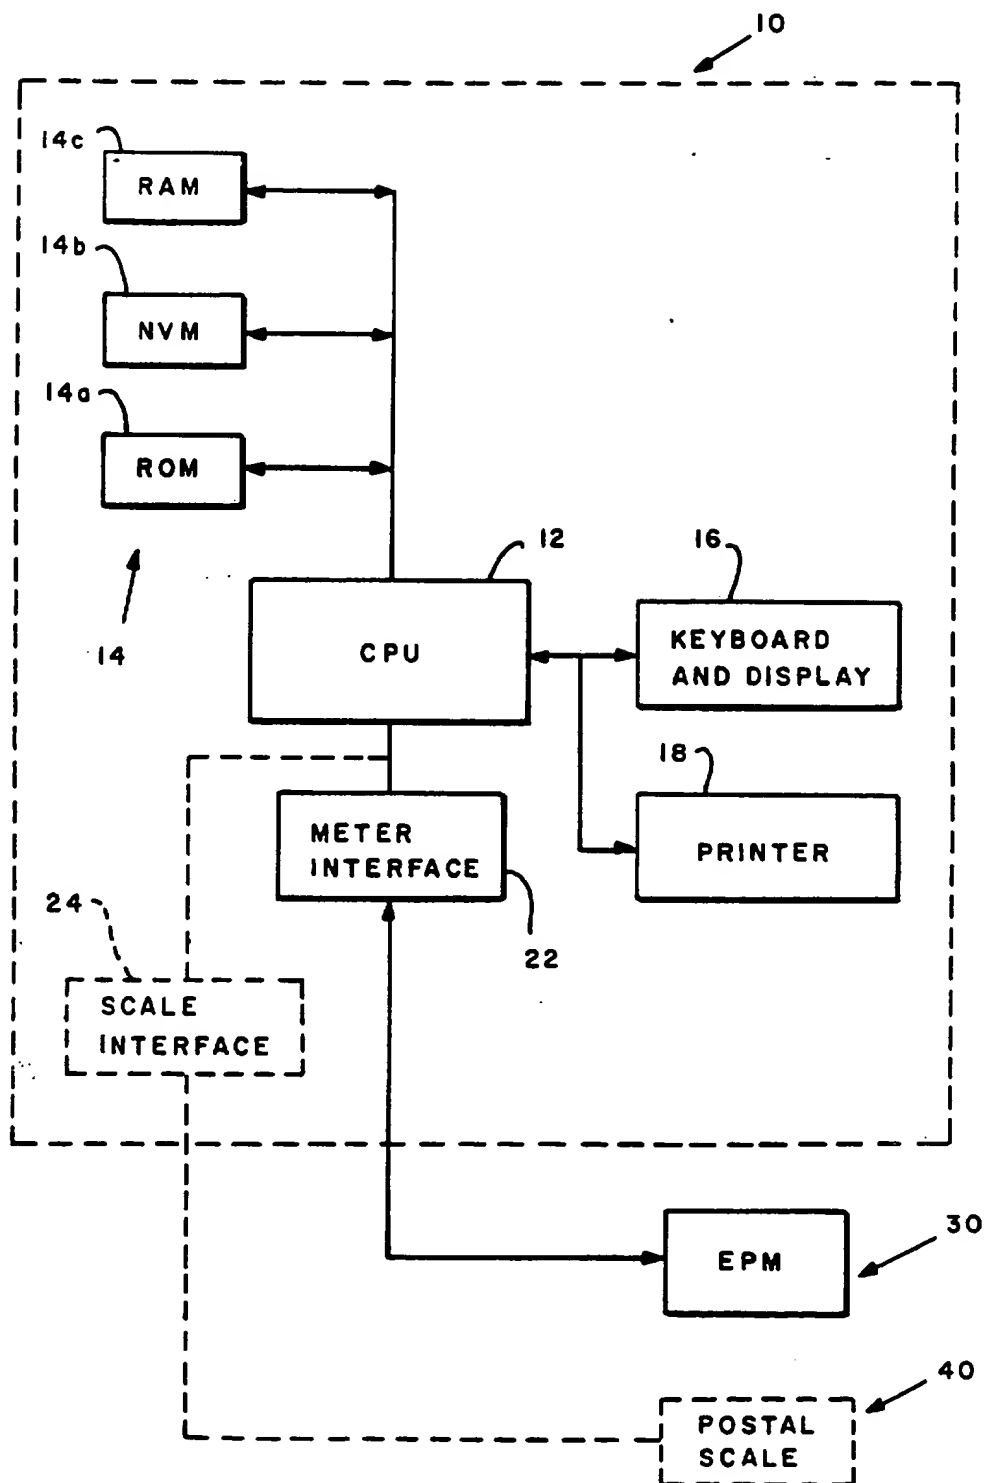 10
14c
RAM
14b
NVM
14a
ROM
14
12
CPU
16
KEYBOARD
AND DISPLAY
18
PRINTER
METER
INTERFACE
22
24
SCALE
INTERFACE
EPM
30
40
POSTAL
SCALE